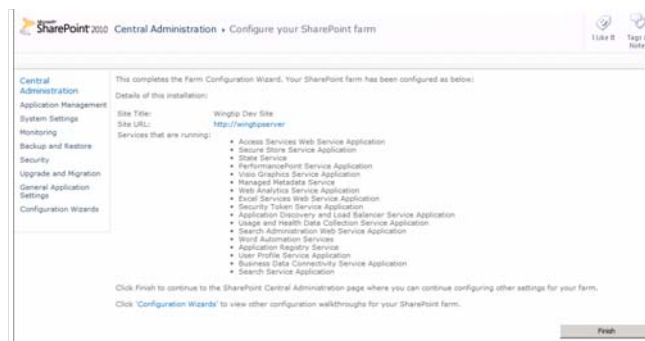 Microsoft
SharePoint 2010 Central Administration ▸ Configure your SharePoint farm
I Like It
Tags &
Note
Central
Administration
Application Management
System Settings
Monitoring
Backup and Restore
Security
Upgrade and Migration
General Application
Settings
Configuration Wizards
This completes the Farm Configuration Wizard. Your SharePoint farm has been configured as below:
Details of this installation:
Site Title: Wingtip Dev Site
Site URL: http://wingtipserver
Services that are running:
• Access Services Web Service Application
• Secure Store Service Application
• State Service
• PerformancePoint Service Application
• Visio Graphics Service Application
• Managed Metadata Service
• Web Analytics Service Application
• Excel Services Web Service Application
• Security Token Service Application
• Application Discovery and Load Balancer Service Application
• Usage and Health Data Collection Service Application
• Search Administration Web Service Application
• Word Automation Services
• Application Registry Service
• User Profile Service Application
• Business Data Connectivity Service Application
• Search Service Application
Click Finish to continue to the SharePoint Central Administration page where you can continue configuring other settings for your farm.
Click 'Configuration Wizards' to view other configuration walkthroughs for your SharePoint farm.
Finish